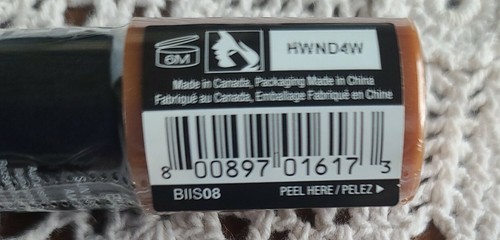 6M
HWND4W
Made in Canada, Packaging Made in China
Fabriqué au Canada, Emballage Fabriqué en Chine
8 00897 01617 3
BIIS08 PEEL HERE / PELEZ